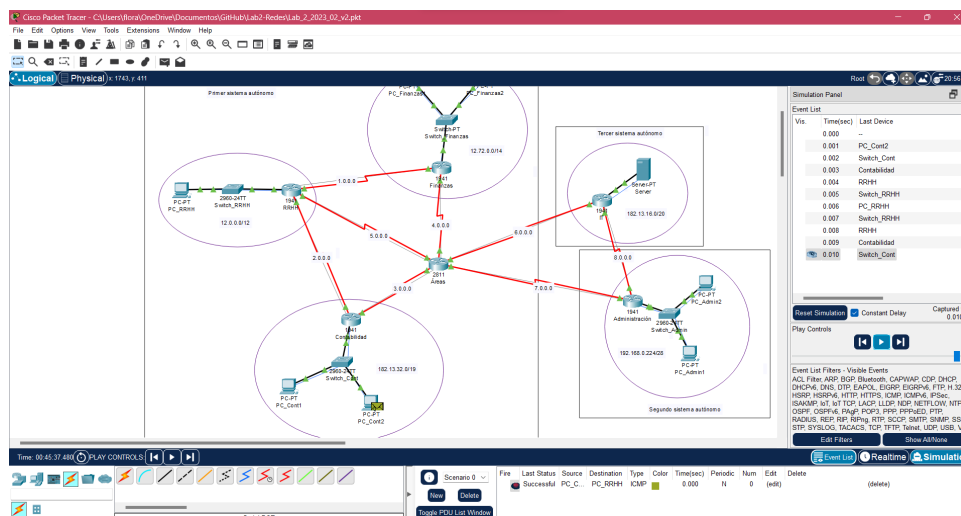 Cisco Packet Tracer - C:\Users\flora\OneDrive\Documentos\GitHub\Lab2-Redes\Lab_2_2023_02_v2.pkt
File Edit Options View Tools Extensions Window Help
Logical Physical x: 1743, y: 411
Root 20:56
Primer sistema autónomo
PC_Finanzas2
Switch-PT
Switch_Finanzas
12.72.0.0/14
1941
Finanzas
1.0.0.0
PC-PT
PC_RRHH
2960-24TT
Switch_RRHH
RRHH
12.0.0.0/12
4.0.0.0
5.0.0.0
2.0.0.0
3.0.0.0
6.0.0.0
7.0.0.0
8.0.0.0
2811
Areas
1941
Contabilidad
2960-24TT
182.13.32.0/19
PC-PT
PC_Cont1
PC-PT
PC_Cont2
Tercer sistema autónomo
Server-PT
Server
182.13.16.0/20
PC-PT
PC_Admin2
1941
Administración
Switch_Admin
192.168.0.224/28
PC-PT
PC_Admin1
Segundo sistema autónomo
Simulation Panel
Event List
Vis. Time(sec) Last Device
0.000 --
0.001 PC_Cont2
0.002 Switch_Cont
0.003 Contabilidad
0.004 RRHH
0.005 Switch_RRHH
0.006 PC_RRHH
0.007 Switch_RRHH
0.008 RRHH
0.009 Contabilidad
0.010 Switch_Cont
Reset Simulation Constant Delay Captured
0.010
Play Controls
Event List Filters - Visible Events
ACL Filter, ARP, BGP, Bluetooth, CAPWAP, CDP, DHCP,
DHCPv6, DNS, DTP, EAPOL, EIGRP, EIGRPv6, FTP, H.32
HSRP, HSRPv6, HTTP, HTTPS, ICMP, ICMPv6, IPSec,
ISAKMP, IoT, IoT TCP, LACP, LLDP, NDP, NETFLOW, NTP
OSPF, OSPFv6, PAgP, POP3, PPP, PPPoED, PTP,
RADIUS, REP, RIP, RIPng, RTP, SCCP, SMTP, SNMP, SS
STP, SYSLOG, TACACS, TCP, TFTP, Telnet, UDP, USB, V
Edit Filters Show All/None
Time: 00:45:37.480 PLAY CONTROLS:
Event List Realtime Simulatio
Scenario 0
New Delete
Toggle PDU List Window
Fire Last Status Source Destination Type Color Time(sec) Periodic Num Edit Delete
Successful PC_C... PC_RRHH ICMP 0.000 N 0 (edit) (delete)